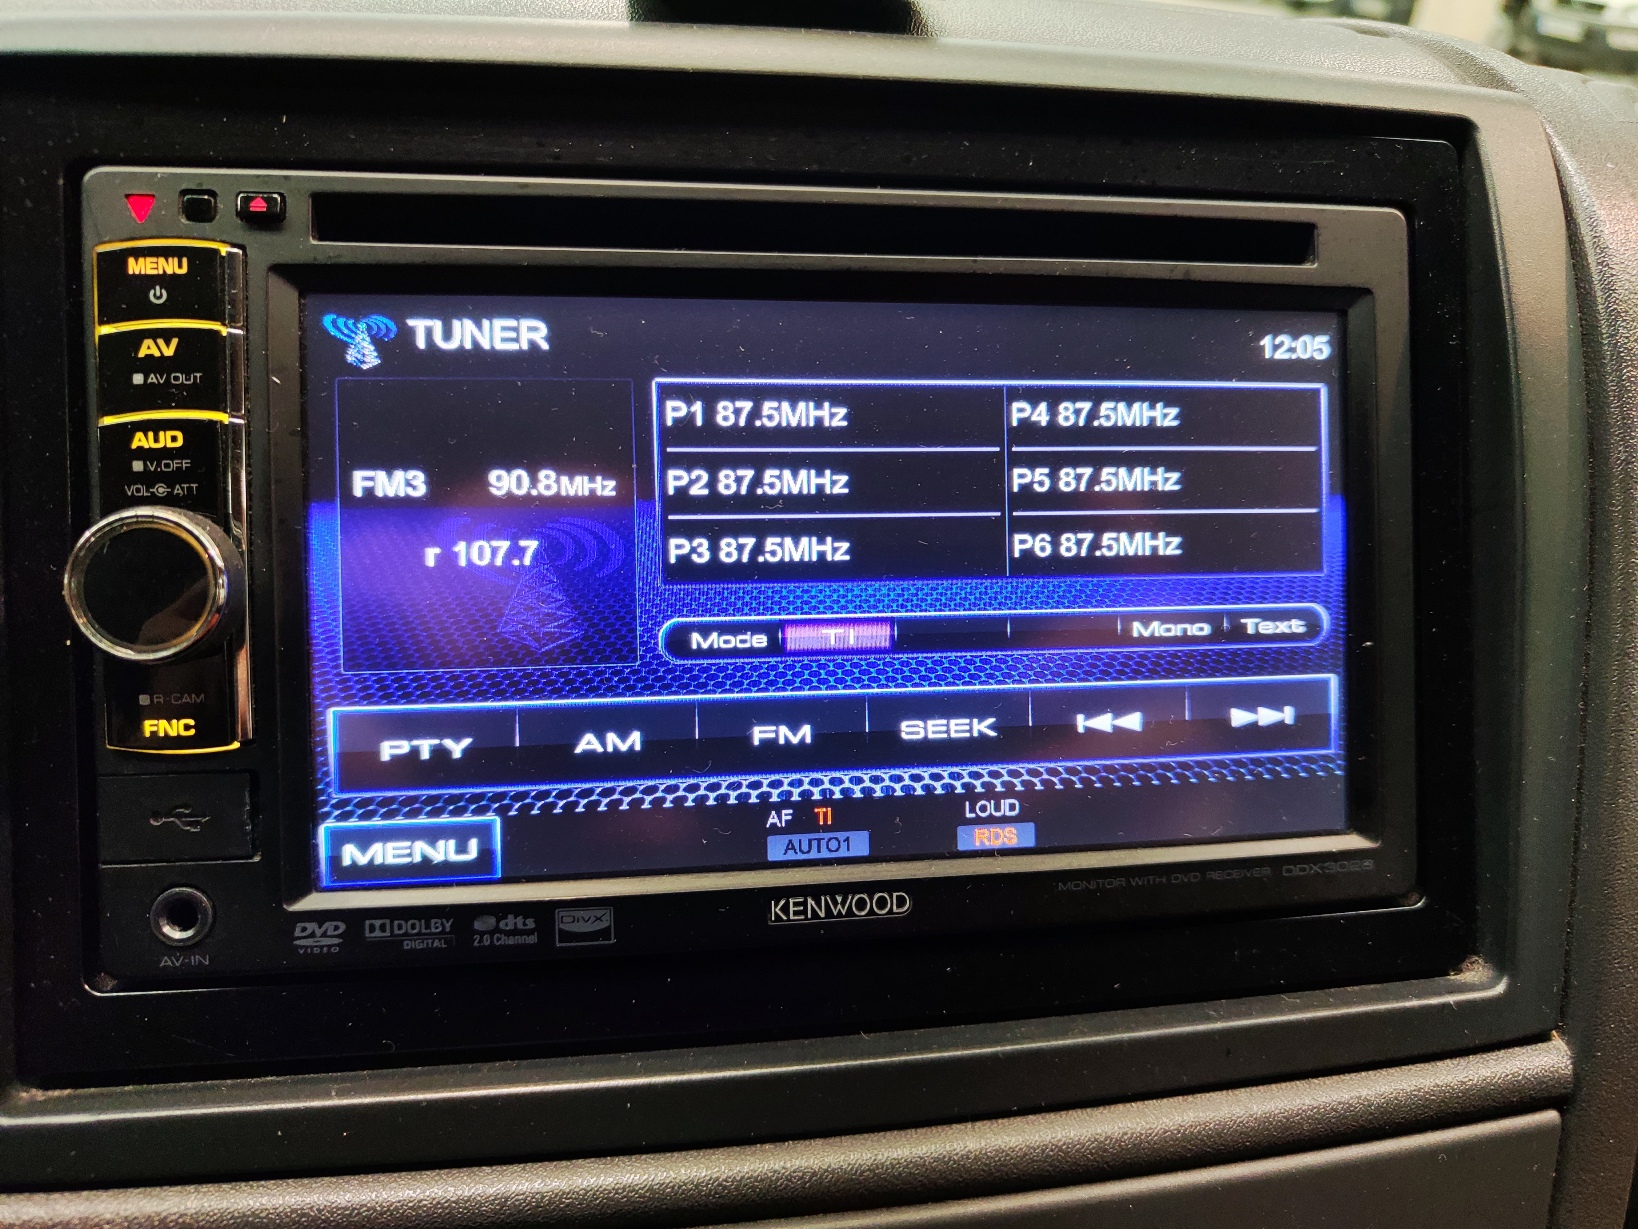 MENU
AV
AV OUT
AUD
V.OFF
VOL ATT
R-CAM
FNC
AV-IN
TUNER
12:05
FM3 90.8MHz
r 107.7
P1 87.5MHz P4 87.5MHz
P2 87.5MHz P5 87.5MHz
P3 87.5MHz P6 87.5MHz
Mode TI Mono Text
PTY AM FM SEEK
MENU
AF TI LOUD
AUTO1 RDS
KENWOOD
MONITOR WITH DVD RECEIVER
DVD VIDEO
DOLBY DIGITAL
dts 2.0 Channel
DIVX